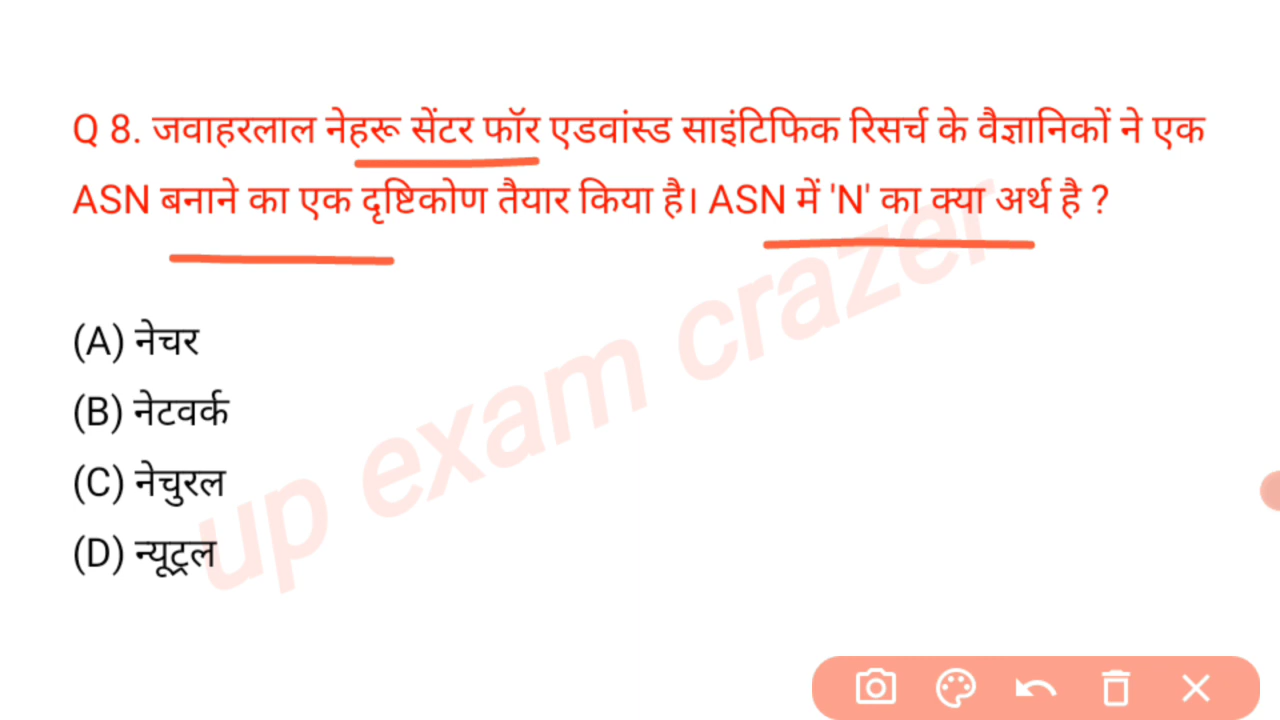 Q 8. जवाहरलाल नेहरू सेंटर फॉर एडवांस्ड साइंटिफिक रिसर्च के वैज्ञानिकों ने एक
ASN बनाने का एक दृष्टिकोण तैयार किया है। ASN में 'N' का क्या अर्थ है ?
(A) नेचर
(B) नेटवर्क
(C) नेचुरल
(D) न्यूट्रल
up exam crazer